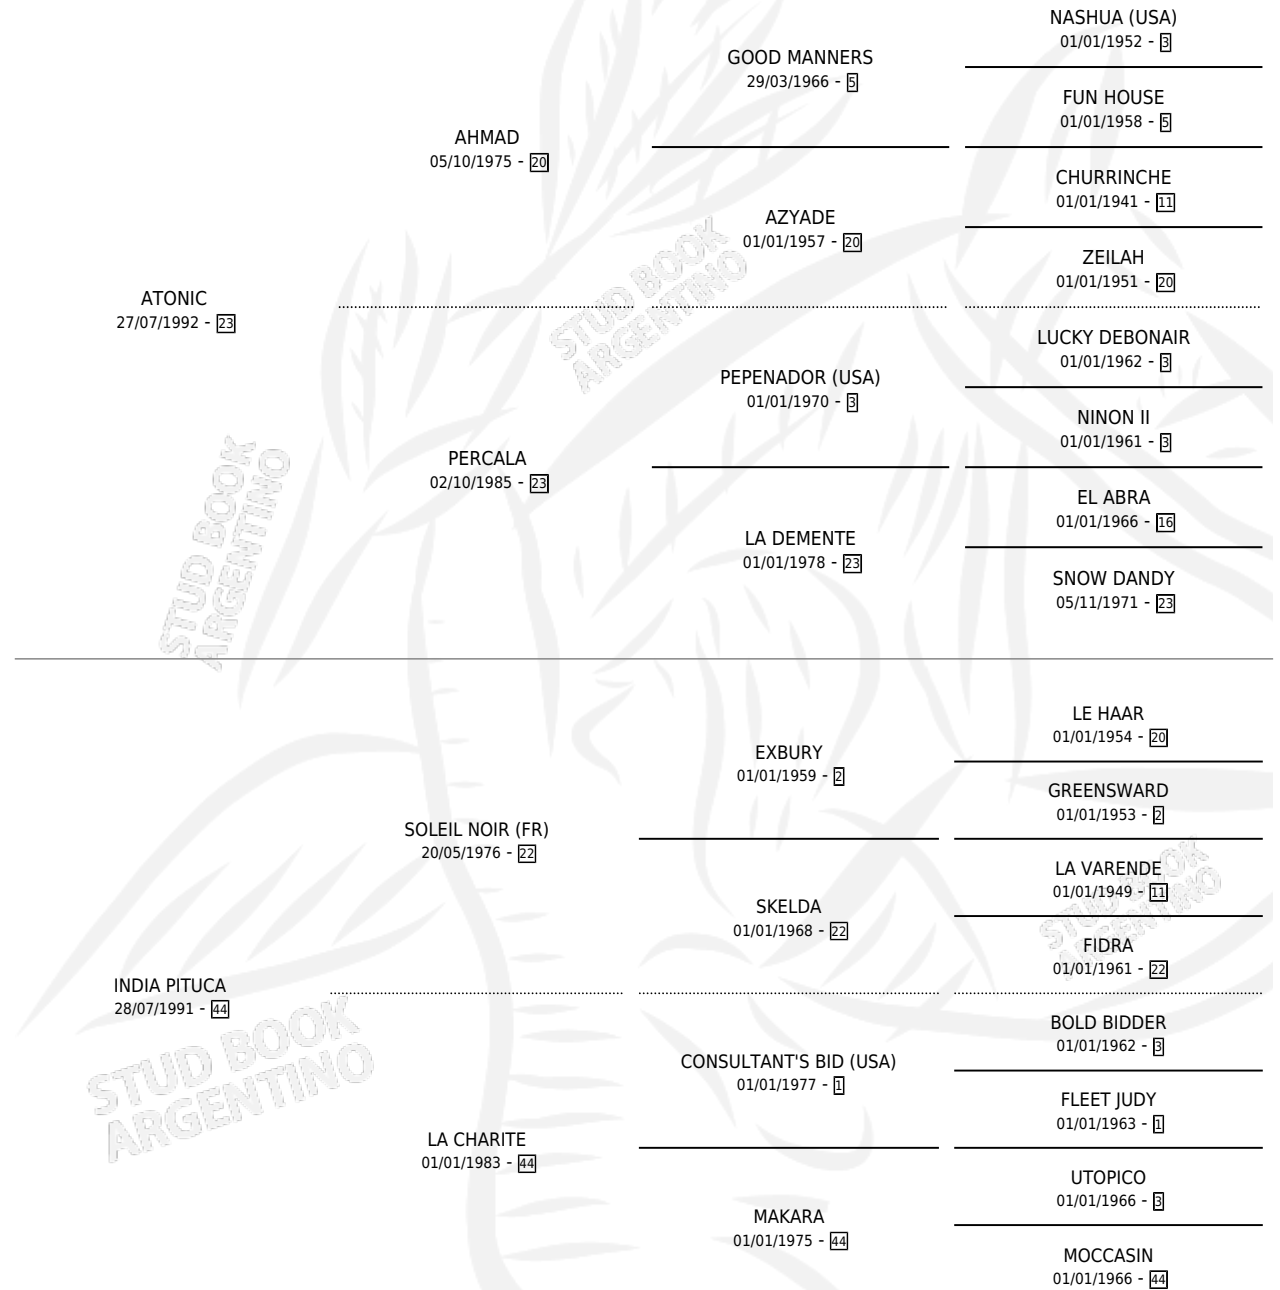 NASHUA (USA)
01/01/1952 - 3
GOOD MANNERS
29/03/1966 - 5
FUN HOUSE
01/01/1958 - 5
AHMAD
05/10/1975 - 20
CHURRINCHE
01/01/1941 - 11
AZYADE
01/01/1957 - 20
ZEILAH
01/01/1951 - 20
ATONIC
27/07/1992 - 23
LUCKY DEBONAIR
01/01/1962 - 3
PEPENADOR (USA)
01/01/1970 - 3
NINON II
01/01/1961 - 3
PERCALA
02/10/1985 - 23
EL ABRA
01/01/1966 - 16
LA DEMENTE
01/01/1978 - 23
SNOW DANDY
05/11/1971 - 23
STUD BOOK
ARGENTINO
STUD BOOK
ARGENTINO
LE HAAR
01/01/1954 - 20
EXBURY
01/01/1959 - 2
GREENSWARD
01/01/1953 - 2
SOLEIL NOIR (FR)
20/05/1976 - 22
LA VARENDE
01/01/1949 - 11
SKELDA
01/01/1968 - 22
FIDRA
01/01/1961 - 22
INDIA PITUCA
28/07/1991 - 44
BOLD BIDDER
01/01/1962 - 3
CONSULTANT'S BID (USA)
01/01/1977 - 1
FLEET JUDY
01/01/1963 - 1
LA CHARITE
01/01/1983 - 44
UTOPICO
01/01/1966 - 3
MAKARA
01/01/1975 - 44
MOCCASIN
01/01/1966 - 44
STUD BOOK
ARGENTINO
STUD BOOK
ARGENTINO